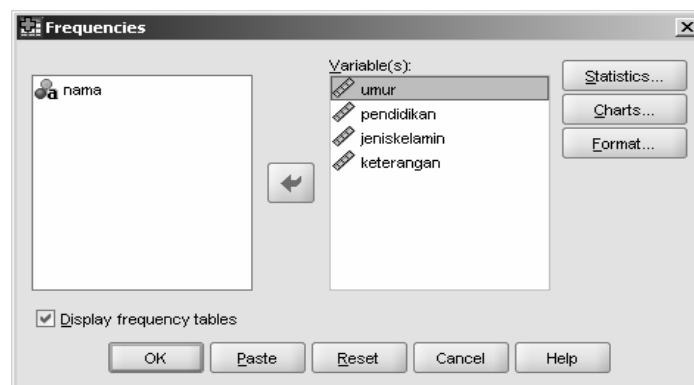 Frequencies
nama
Variable(s):
umur
pendidikan
jeniskelamin
keterangan
Statistics...
Charts...
Format...
Display frequency tables
OK
Paste
Reset
Cancel
Help